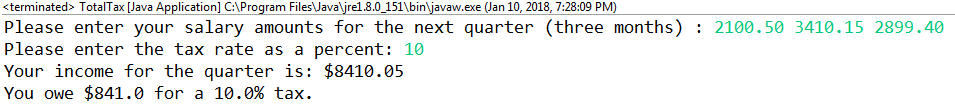 <terminated> TotalTax [Java Application] C:\Program Files\Java\jre1.8.0_151\bin\javaw.exe (Jan 10, 2018, 7:28:09 PM)
Please enter your salary amounts for the next quarter (three months) : 2100.50 3410.15 2899.40
Please enter the tax rate as a percent: 10
Your income for the quarter is: $8410.05
You owe $841.0 for a 10.0% tax.